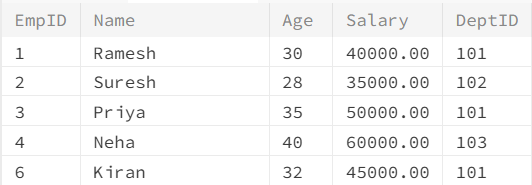 EmpID Name Age Salary DeptID
1 Ramesh 30 40000.00 101
2 Suresh 28 35000.00 102
3 Priya 35 50000.00 101
4 Neha 40 60000.00 103
6 Kiran 32 45000.00 101